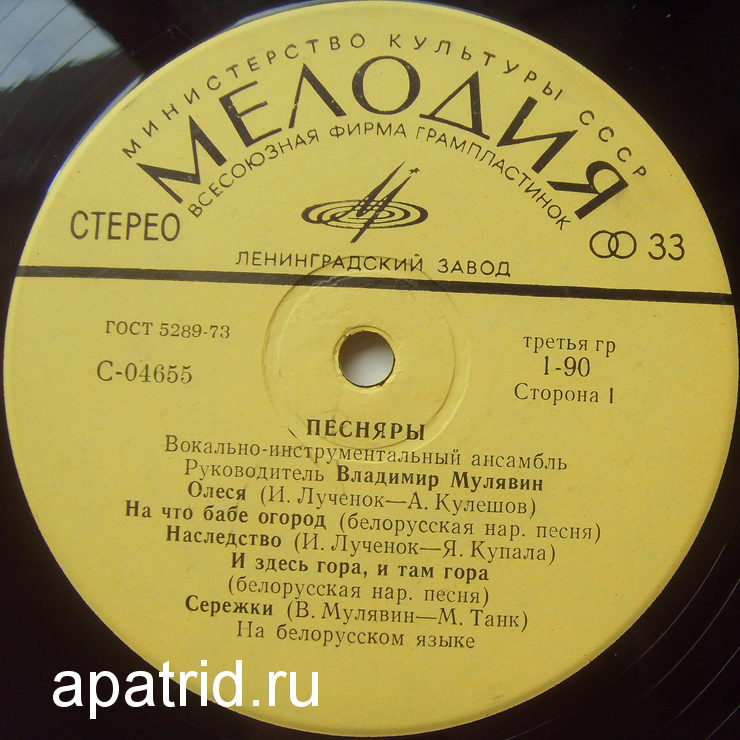 МИНИСТЕРСТВО КУЛЬТУРЫ СССР
МЕЛОДИЯ
ВСЕСОЮЗНАЯ ФИРМА ГРАМПЛАСТИНОК
СТЕРЕО
33
ЛЕНИНГРАДСКИЙ ЗАВОД
ГОСТ 5289-73
третья гр
С-04655
1-90
Сторона 1
ПЕСНЯРЫ
Вокально-инструментальный ансамбль
Руководитель Владимир Мулявин
Олеся (И. Лученок—А. Кулешов)
На что бабе огород (белорусская нар. песня)
Наследство (И. Лученок—Я. Купала)
И здесь гора, и там гора
(белорусская нар. песня)
Сережки (В. Мулявин—М. Танк)
На белорусском языке
apatrid.ru